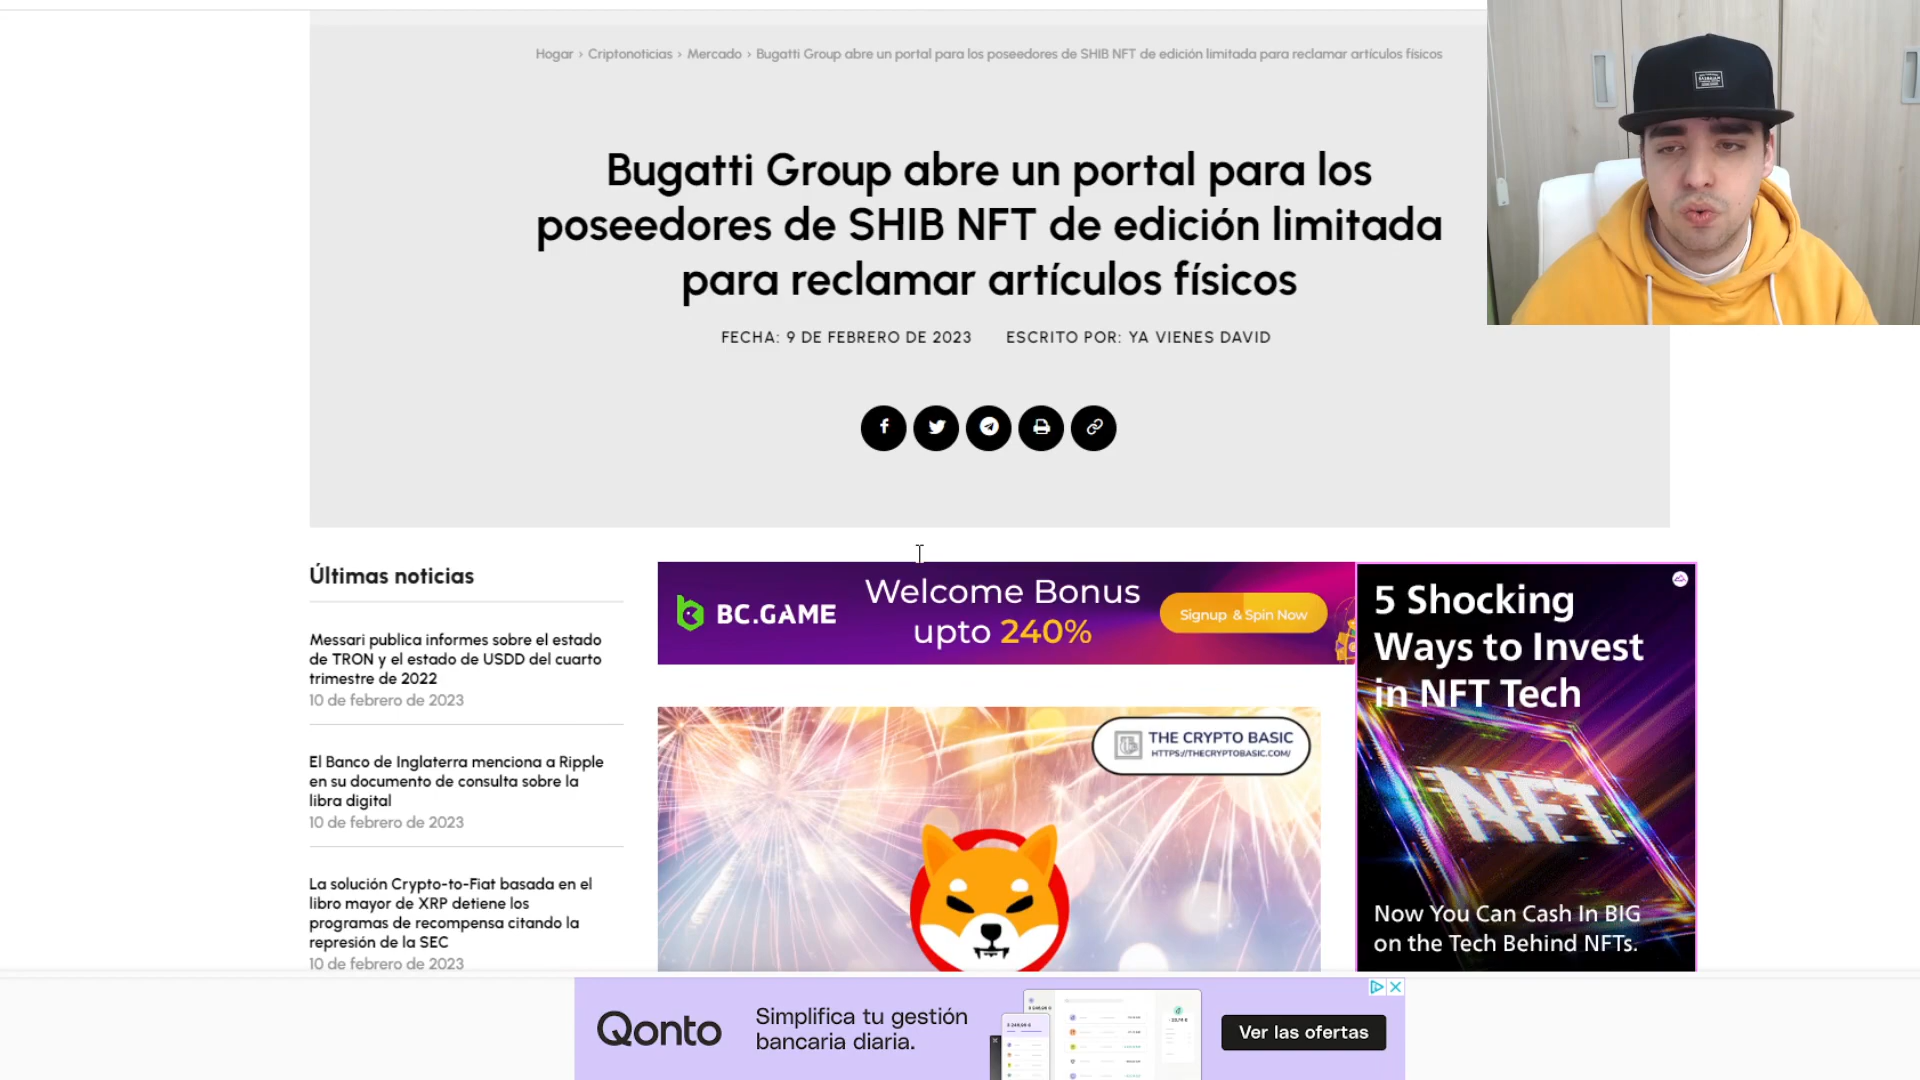 Hogar › Criptonoticias › Mercado › Bugatti Group abre un portal para los poseedores de SHIB NFT de edición limitada para reclamar artículos físicos
Bugatti Group abre un portal para los
poseedores de SHIB NFT de edición limitada
para reclamar artículos físicos
FECHA: 9 DE FEBRERO DE 2023 ESCRITO POR: YA VIENES DAVID
Últimas noticias
Messari publica informes sobre el estado
de TRON y el estado de USDD del cuarto
trimestre de 2022
10 de febrero de 2023
El Banco de Inglaterra menciona a Ripple
en su documento de consulta sobre la
libra digital
10 de febrero de 2023
La solución Crypto-to-Fiat basada en el
libro mayor de XRP detiene los
programas de recompensa citando la
represión de la SEC
10 de febrero de 2023
BC.GAME
Welcome Bonus
upto 240%
Signup & Spin Now
THE CRYPTO BASIC
HTTPS://THECRYPTOBASIC.COM/
5 Shocking
Ways to Invest
in NFT Tech
NFT
Now You Can Cash In BIG
on the Tech Behind NFTs.
Qonto
Simplifica tu gestión
bancaria diaria.
Ver las ofertas